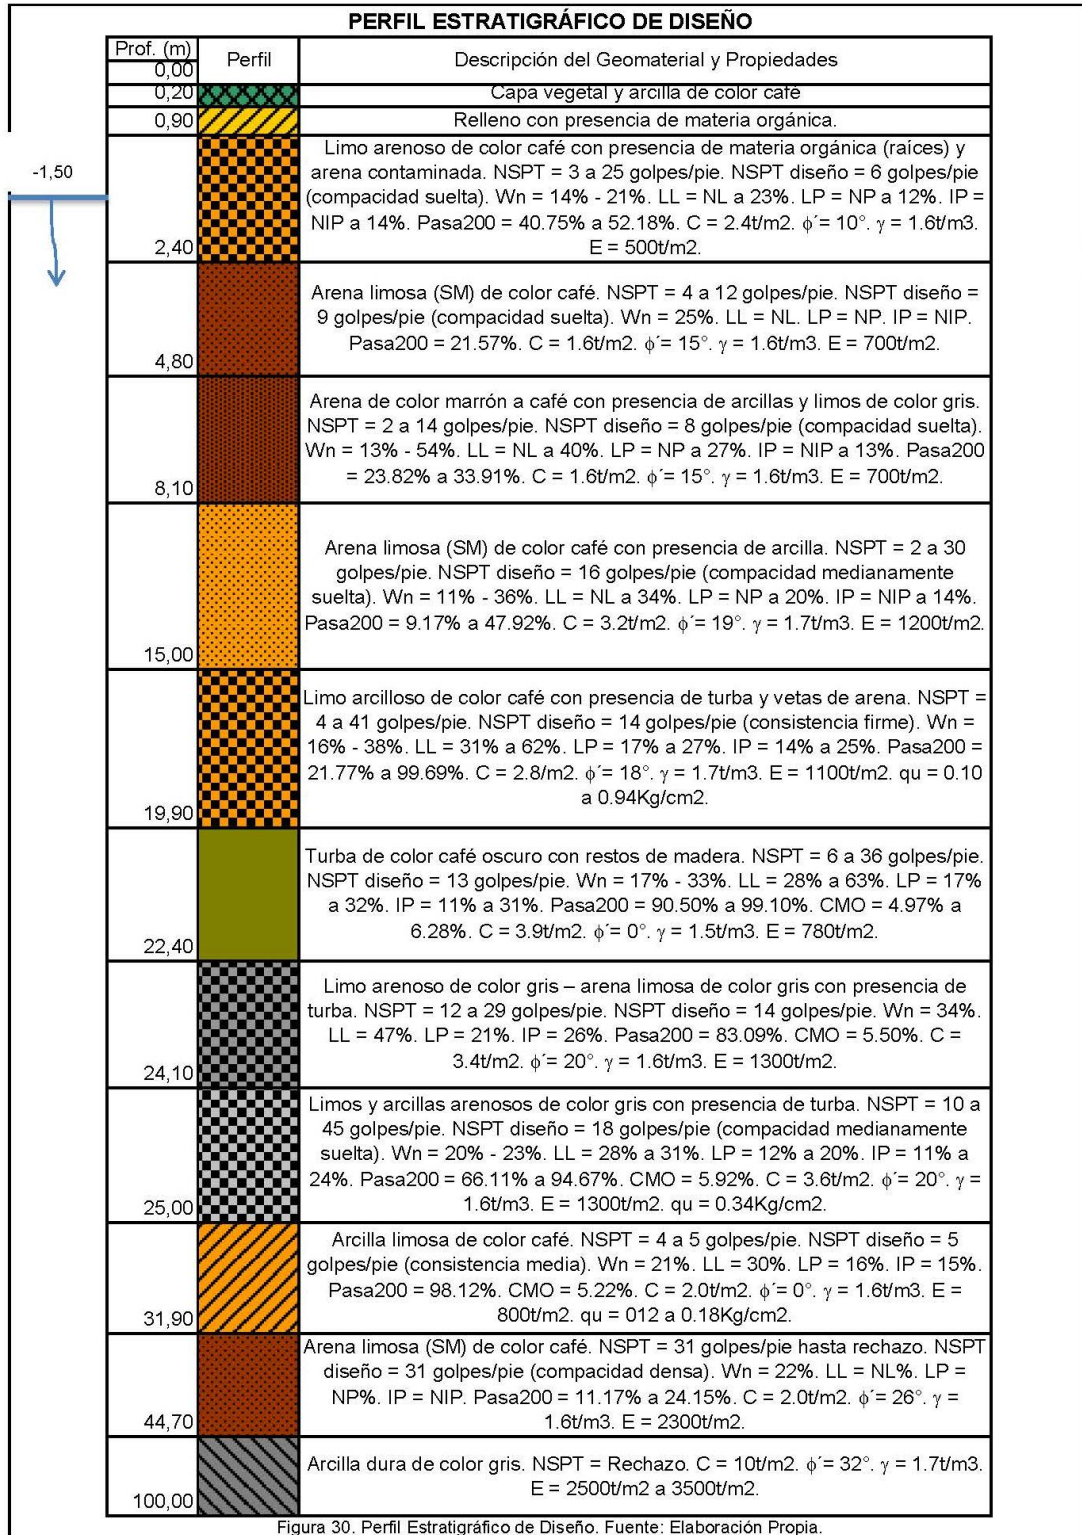 PERFIL ESTRATIGRÁFICO DE DISEÑO
Prof. (m)
0,00
Perfil
Descripción del Geomaterial y Propiedades
0,20
Capa vegetal y arcilla de color café
0,90
Relleno con presencia de materia orgánica.
-1,50
Limo arenoso de color café con presencia de materia orgánica (raíces) y
arena contaminada. NSPT = 3 a 25 golpes/pie. NSPT diseño = 6 golpes/pie
(compacidad suelta). Wn = 14% - 21%. LL = NL a 23%. LP = NP a 12%. IP =
NIP a 14%. Pasa200 = 40.75% a 52.18%. C = 2.4t/m2. ϕ´= 10°. γ = 1.6t/m3.
E = 500t/m2.
2,40
Arena limosa (SM) de color café. NSPT = 4 a 12 golpes/pie. NSPT diseño =
9 golpes/pie (compacidad suelta). Wn = 25%. LL = NL. LP = NP. IP = NIP.
Pasa200 = 21.57%. C = 1.6t/m2. ϕ´= 15°. γ = 1.6t/m3. E = 700t/m2.
4,80
Arena de color marrón a café con presencia de arcillas y limos de color gris.
NSPT = 2 a 14 golpes/pie. NSPT diseño = 8 golpes/pie (compacidad suelta).
Wn = 13% - 54%. LL = NL a 40%. LP = NP a 27%. IP = NIP a 13%. Pasa200
= 23.82% a 33.91%. C = 1.6t/m2. ϕ´= 15°. γ = 1.6t/m3. E = 700t/m2.
8,10
Arena limosa (SM) de color café con presencia de arcilla. NSPT = 2 a 30
golpes/pie. NSPT diseño = 16 golpes/pie (compacidad medianamente
suelta). Wn = 11% - 36%. LL = NL a 34%. LP = NP a 20%. IP = NIP a 14%.
Pasa200 = 9.17% a 47.92%. C = 3.2t/m2. ϕ´= 19°. γ = 1.7t/m3. E = 1200t/m2.
15,00
Limo arcilloso de color café con presencia de turba y vetas de arena. NSPT =
4 a 41 golpes/pie. NSPT diseño = 14 golpes/pie (consistencia firme). Wn =
16% - 38%. LL = 31% a 62%. LP = 17% a 27%. IP = 14% a 25%. Pasa200 =
21.77% a 99.69%. C = 2.8/m2. ϕ´= 18°. γ = 1.7t/m3. E = 1100t/m2. qu = 0.10
a 0.94Kg/cm2.
19,90
Turba de color café oscuro con restos de madera. NSPT = 6 a 36 golpes/pie.
NSPT diseño = 13 golpes/pie. Wn = 17% - 33%. LL = 28% a 63%. LP = 17%
a 32%. IP = 11% a 31%. Pasa200 = 90.50% a 99.10%. CMO = 4.97% a
6.28%. C = 3.9t/m2. ϕ´= 0°. γ = 1.5t/m3. E = 780t/m2.
22,40
Limo arenoso de color gris – arena limosa de color gris con presencia de
turba. NSPT = 12 a 29 golpes/pie. NSPT diseño = 14 golpes/pie. Wn = 34%.
LL = 47%. LP = 21%. IP = 26%. Pasa200 = 83.09%. CMO = 5.50%. C =
3.4t/m2. ϕ´= 20°. γ = 1.6t/m3. E = 1300t/m2.
24,10
Limos y arcillas arenosos de color gris con presencia de turba. NSPT = 10 a
45 golpes/pie. NSPT diseño = 18 golpes/pie (compacidad medianamente
suelta). Wn = 20% - 23%. LL = 28% a 31%. LP = 12% a 20%. IP = 11% a
24%. Pasa200 = 66.11% a 94.67%. CMO = 5.92%. C = 3.6t/m2. ϕ´= 20°. γ =
1.6t/m3. E = 1300t/m2. qu = 0.34Kg/cm2.
25,00
Arcilla limosa de color café. NSPT = 4 a 5 golpes/pie. NSPT diseño = 5
golpes/pie (consistencia media). Wn = 21%. LL = 30%. LP = 16%. IP = 15%.
Pasa200 = 98.12%. CMO = 5.22%. C = 2.0t/m2. ϕ´= 0°. γ = 1.6t/m3. E =
800t/m2. qu = 012 a 0.18Kg/cm2.
31,90
Arena limosa (SM) de color café. NSPT = 31 golpes/pie hasta rechazo. NSPT
diseño = 31 golpes/pie (compacidad densa). Wn = 22%. LL = NL%. LP =
NP%. IP = NIP. Pasa200 = 11.17% a 24.15%. C = 2.0t/m2. ϕ´= 26°. γ =
1.6t/m3. E = 2300t/m2.
44,70
Arcilla dura de color gris. NSPT = Rechazo. C = 10t/m2. ϕ´= 32°. γ = 1.7t/m3.
E = 2500t/m2 a 3500t/m2.
100,00
Figura 30. Perfil Estratigráfico de Diseño. Fuente: Elaboración Propia.